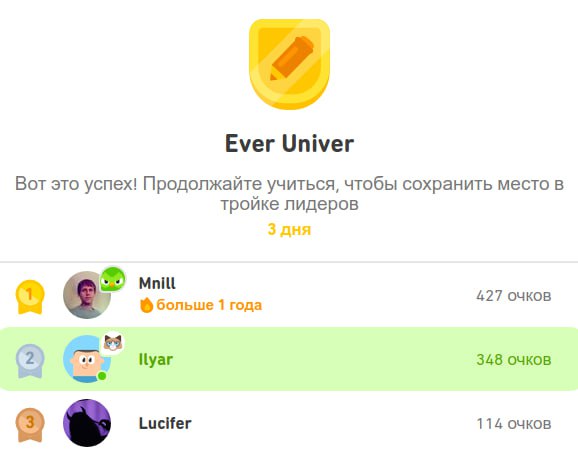 Ever Univer
Вот это успех! Продолжайте учиться, чтобы сохранить место в
тройке лидеров
3 дня
1
Mnill
больше 1 года
427 очков
2
Ilyar
348 очков
3
Lucifer
114 очков